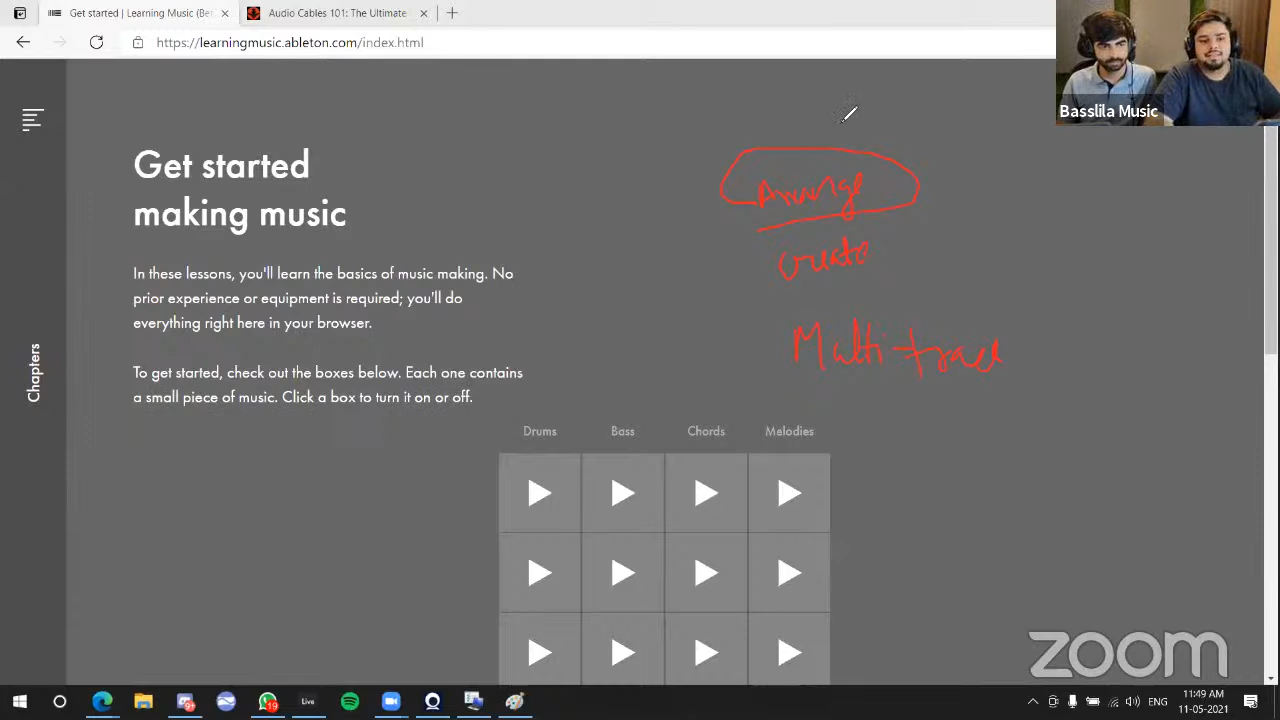 Get started | Learning Music (Be
Audio Cables 101: The Ultimate
https://learningmusic.ableton.com/index.html
Basslila Music
Get started
making music
Arrange
create
In these lessons, you'll learn the basics of music making. No
prior experience or equipment is required; you'll do
everything right here in your browser.
Multi-track
Chapters
To get started, check out the boxes below. Each one contains
a small piece of music. Click a box to turn it on or off.
Drums Bass Chords Melodies
zoom
9+
19
Live
ENG
11:49 AM
11-05-2021